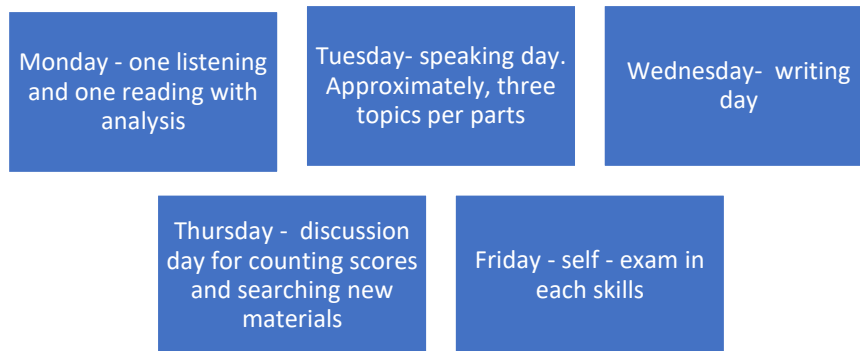 Monday - one listening
and one reading with
analysis
Tuesday- speaking day.
Approximately, three
topics per parts
Wednesday-  writing
day
Thursday -  discussion
day for counting scores
and searching new
materials
Friday - self - exam in
each skills